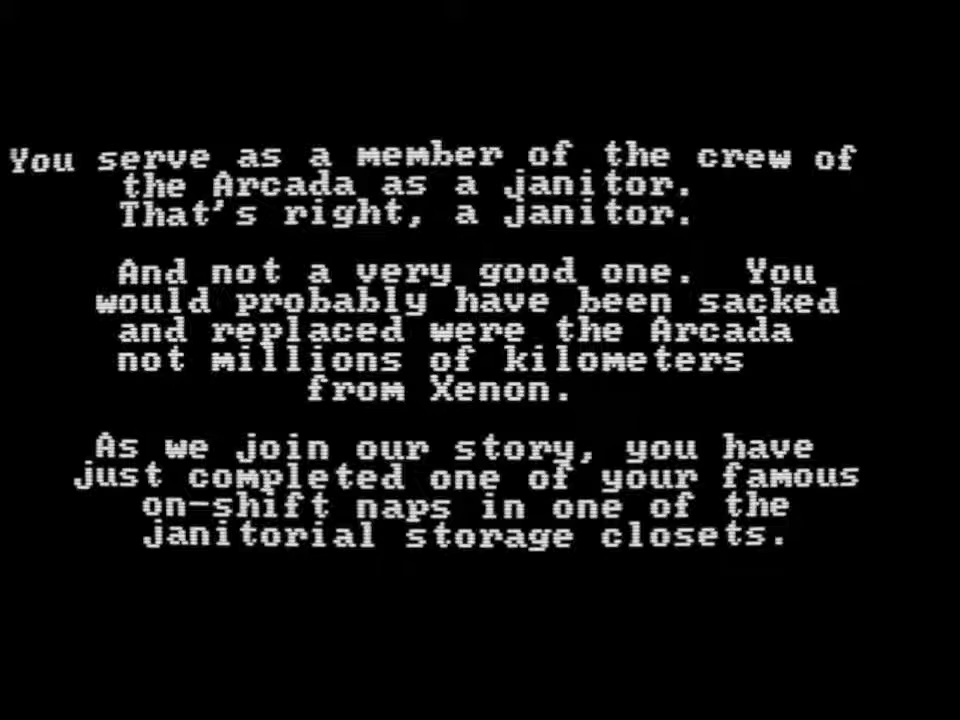 You serve as a member of the crew of
the Arcada as a janitor.
That's right, a janitor.
And not a very good one. You
would probably have been sacked
and replaced were the Arcada
not millions of kilometers
from Xenon.
As we join our story, you have
just completed one of your famous
on-shift naps in one of the
janitorial storage closets.